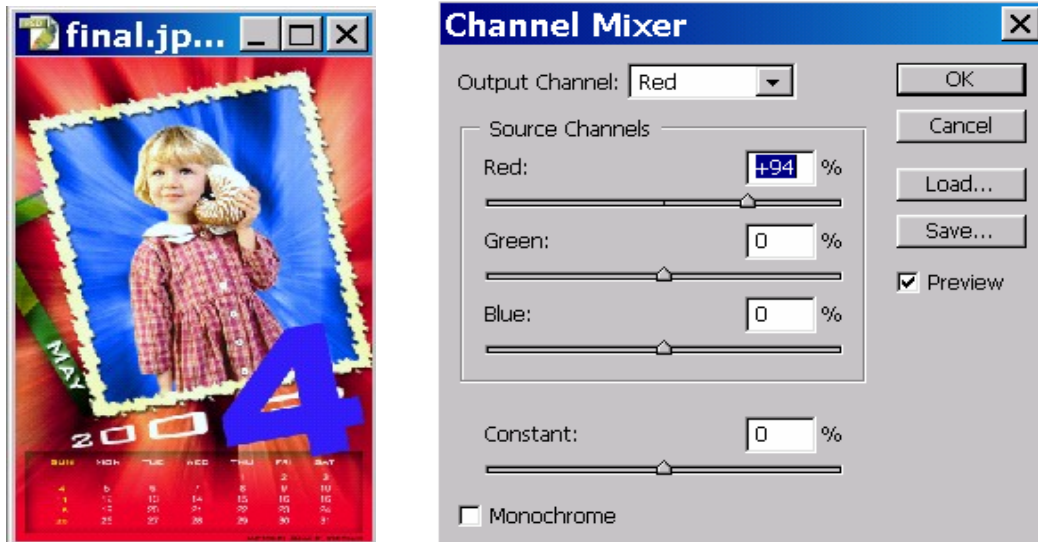 final.jp...
MAY
200
4
SUN MON TUE WED THU FRI SAT
1 2 3
4 5 6 7 8 9 10
11 12 13 14 15 16
19 20 21 22 23 24
25 26 27 28 29 30 31
Channel Mixer
Output Channel: Red
OK
Cancel
Load...
Save...
Preview
Source Channels
Red: +94 %
Green: 0 %
Blue: 0 %
Constant: 0 %
Monochrome